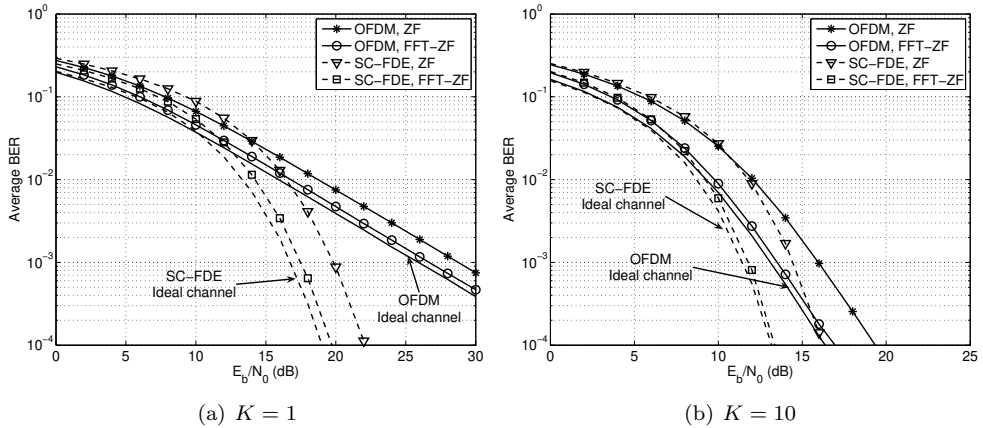 10^0
10^-1
10^-2
10^-3
10^-4
Average BER
OFDM, ZF
OFDM, FFT−ZF
SC−FDE, ZF
SC−FDE, FFT−ZF
SC−FDE
Ideal channel
OFDM
Ideal channel
0 5 10 15 20 25 30
E_b/N_0 (dB)
(a) K = 1
10^0
10^-1
10^-2
10^-3
10^-4
Average BER
OFDM, ZF
OFDM, FFT−ZF
SC−FDE, ZF
SC−FDE, FFT−ZF
SC−FDE
Ideal channel
OFDM
Ideal channel
0 5 10 15 20 25
E_b/N_0 (dB)
(b) K = 10